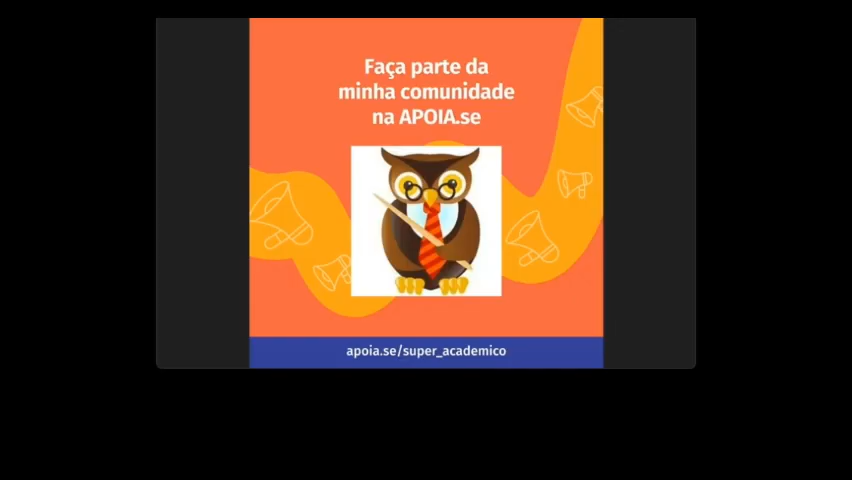 Faça parte da
minha comunidade
na APOIA.se
apoia.se/super_academico